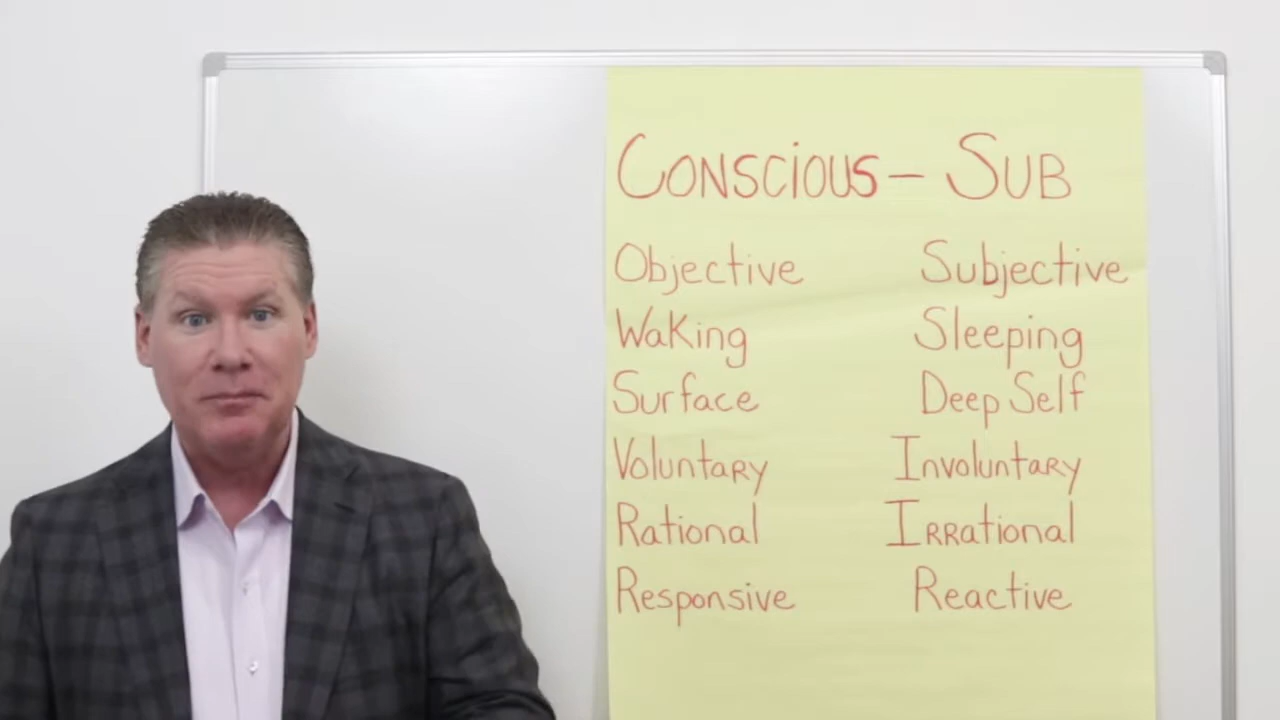 Conscious - Sub
Objective Subjective
Waking Sleeping
Surface Deep Self
Voluntary Involuntary
Rational Irrational
Responsive Reactive